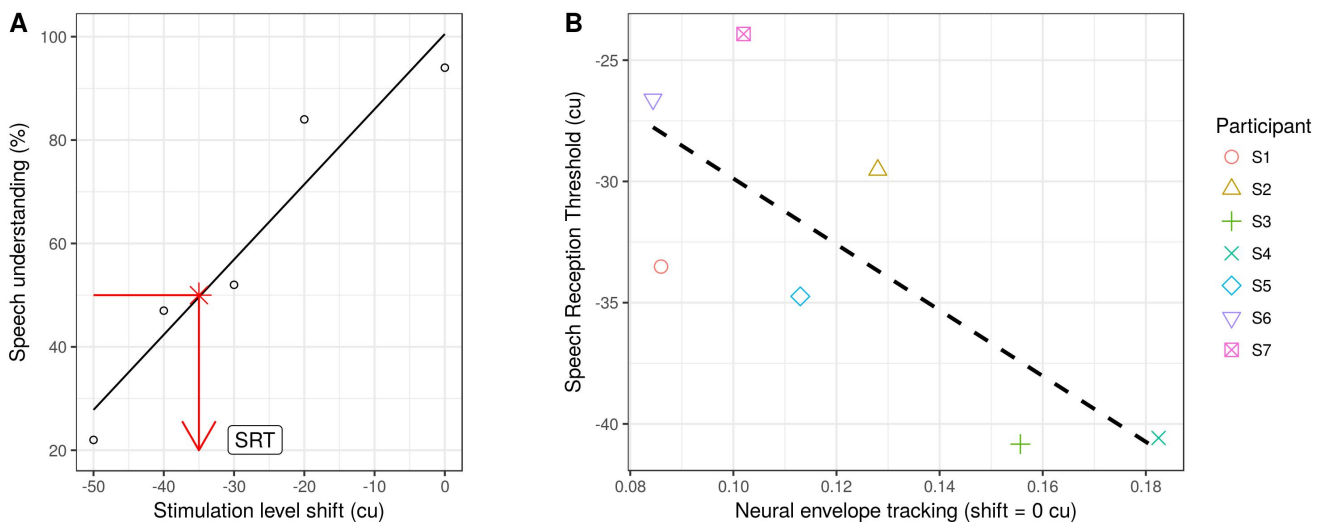 A
Speech understanding (%)
100
80
60
40
20
-50 -40 -30 -20 -10 0
Stimulation level shift (cu)
SRT
B
Speech Reception Threshold (cu)
-25
-30
-35
-40
0.08 0.10 0.12 0.14 0.16 0.18
Neural envelope tracking (shift = 0 cu)
Participant
S1
S2
S3
S4
S5
S6
S7